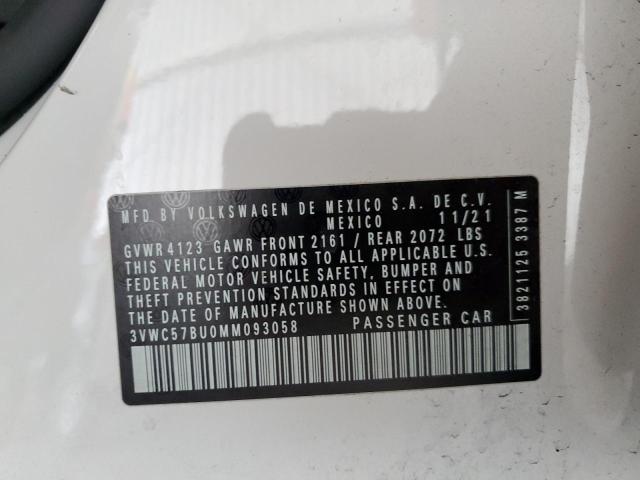 MFD. BY VOLKSWAGEN DE MEXICO S.A. DE C.V.
MEXICO 11/21
GVWR 4123 GAWR FRONT 2161 / REAR 2072 LBS
THIS VEHICLE CONFORMS TO ALL APPLICABLE U.S.
FEDERAL MOTOR VEHICLE SAFETY, BUMPER AND
THEFT PREVENTION STANDARDS IN EFFECT ON
THE DATE OF MANUFACTURE SHOWN ABOVE.
3VWC57BU0MM093058 PASSENGER CAR
3821125 3387 M